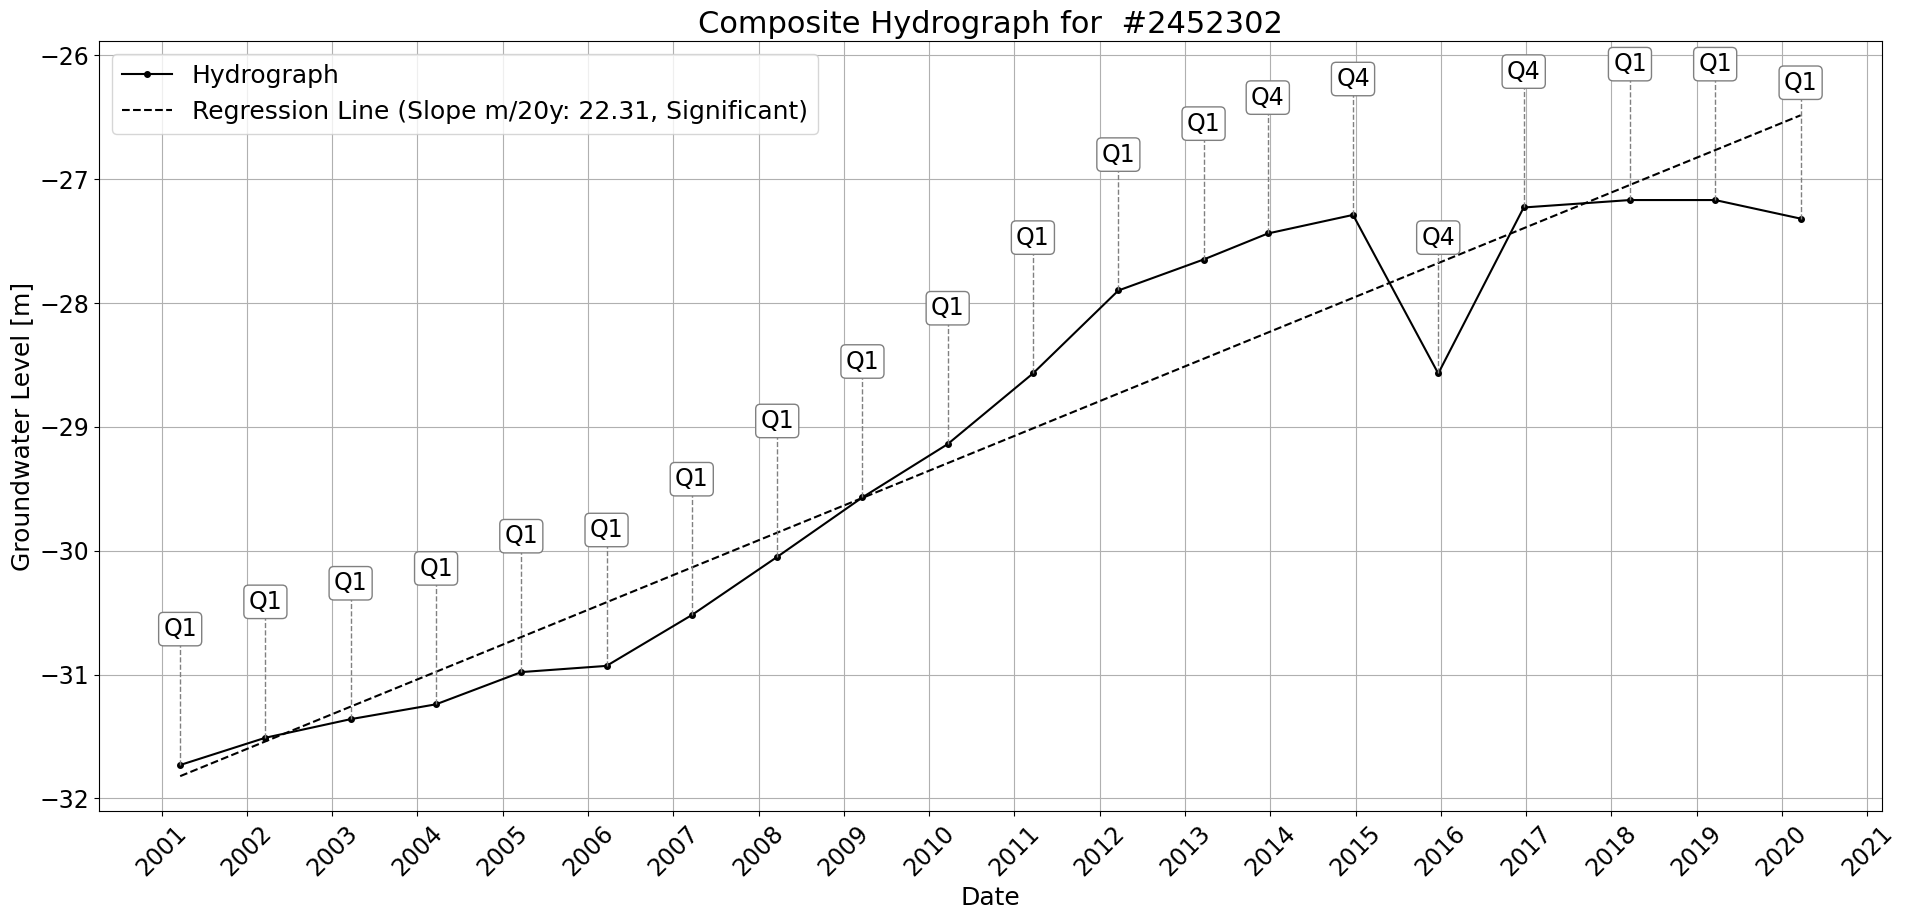 Composite Hydrograph for  #2452302
Hydrograph
Regression Line (Slope m/20y: 22.31, Significant)
Groundwater Level [m]
−26
−27
−28
−29
−30
−31
−32
Q1
Q1
Q1
Q1
Q1
Q1
Q1
Q1
Q1
Q1
Q1
Q1
Q1
Q4
Q4
Q4
Q4
Q1
Q1
Q1
2001
2002
2003
2004
2005
2006
2007
2008
2009
2010
2011
2012
2013
2014
2015
2016
2017
2018
2019
2020
2021
Date